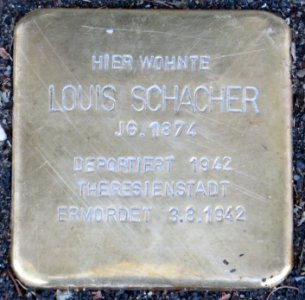 HIER WOHNTE
LOUIS SCHACHER
JG. 1874
DEPORTIERT 1942
THERESIENSTADT
ERMORDET 3.8.1942